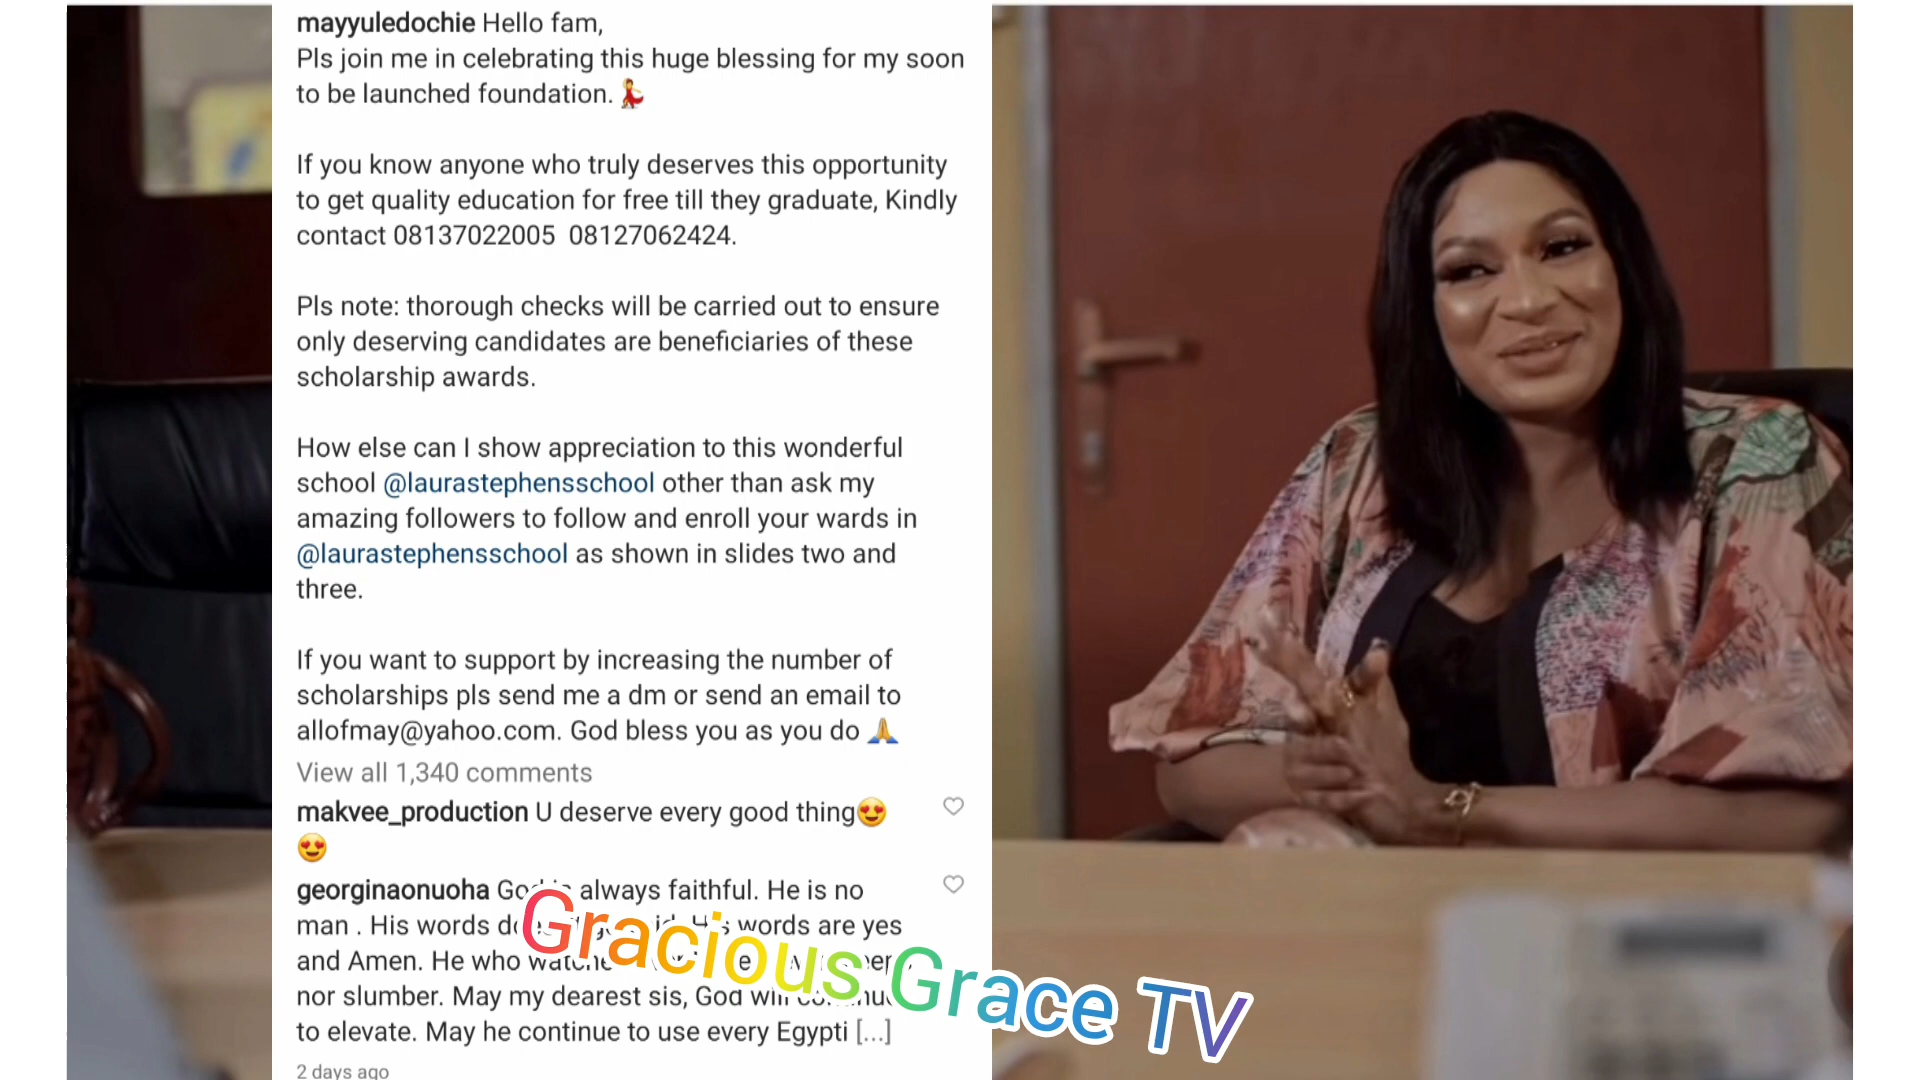 mayyuledochie Hello fam,
Pls join me in celebrating this huge blessing for my soon
to be launched foundation. 💃
If you know anyone who truly deserves this opportunity
to get quality education for free till they graduate, Kindly
contact 08137022005 08127062424.
Pls note: thorough checks will be carried out to ensure
only deserving candidates are beneficiaries of these
scholarship awards.
How else can I show appreciation to this wonderful
school @laurastephensschool other than ask my
amazing followers to follow and enroll your wards in
@laurastephensschool as shown in slides two and
three.
If you want to support by increasing the number of
scholarships pls send me a dm or send an email to
allofmay@yahoo.com. God bless you as you do 🙏
View all 1,340 comments
makvee_production U deserve every good thing😍
😍
georginaonuoha God is always faithful. He is no
man . His words words are yes
and Amen. He who
nor slumber. May my dearest sis, God will continue
to elevate. May he continue to use every Egypti [...]
2 days ago
Gracious Grace TV